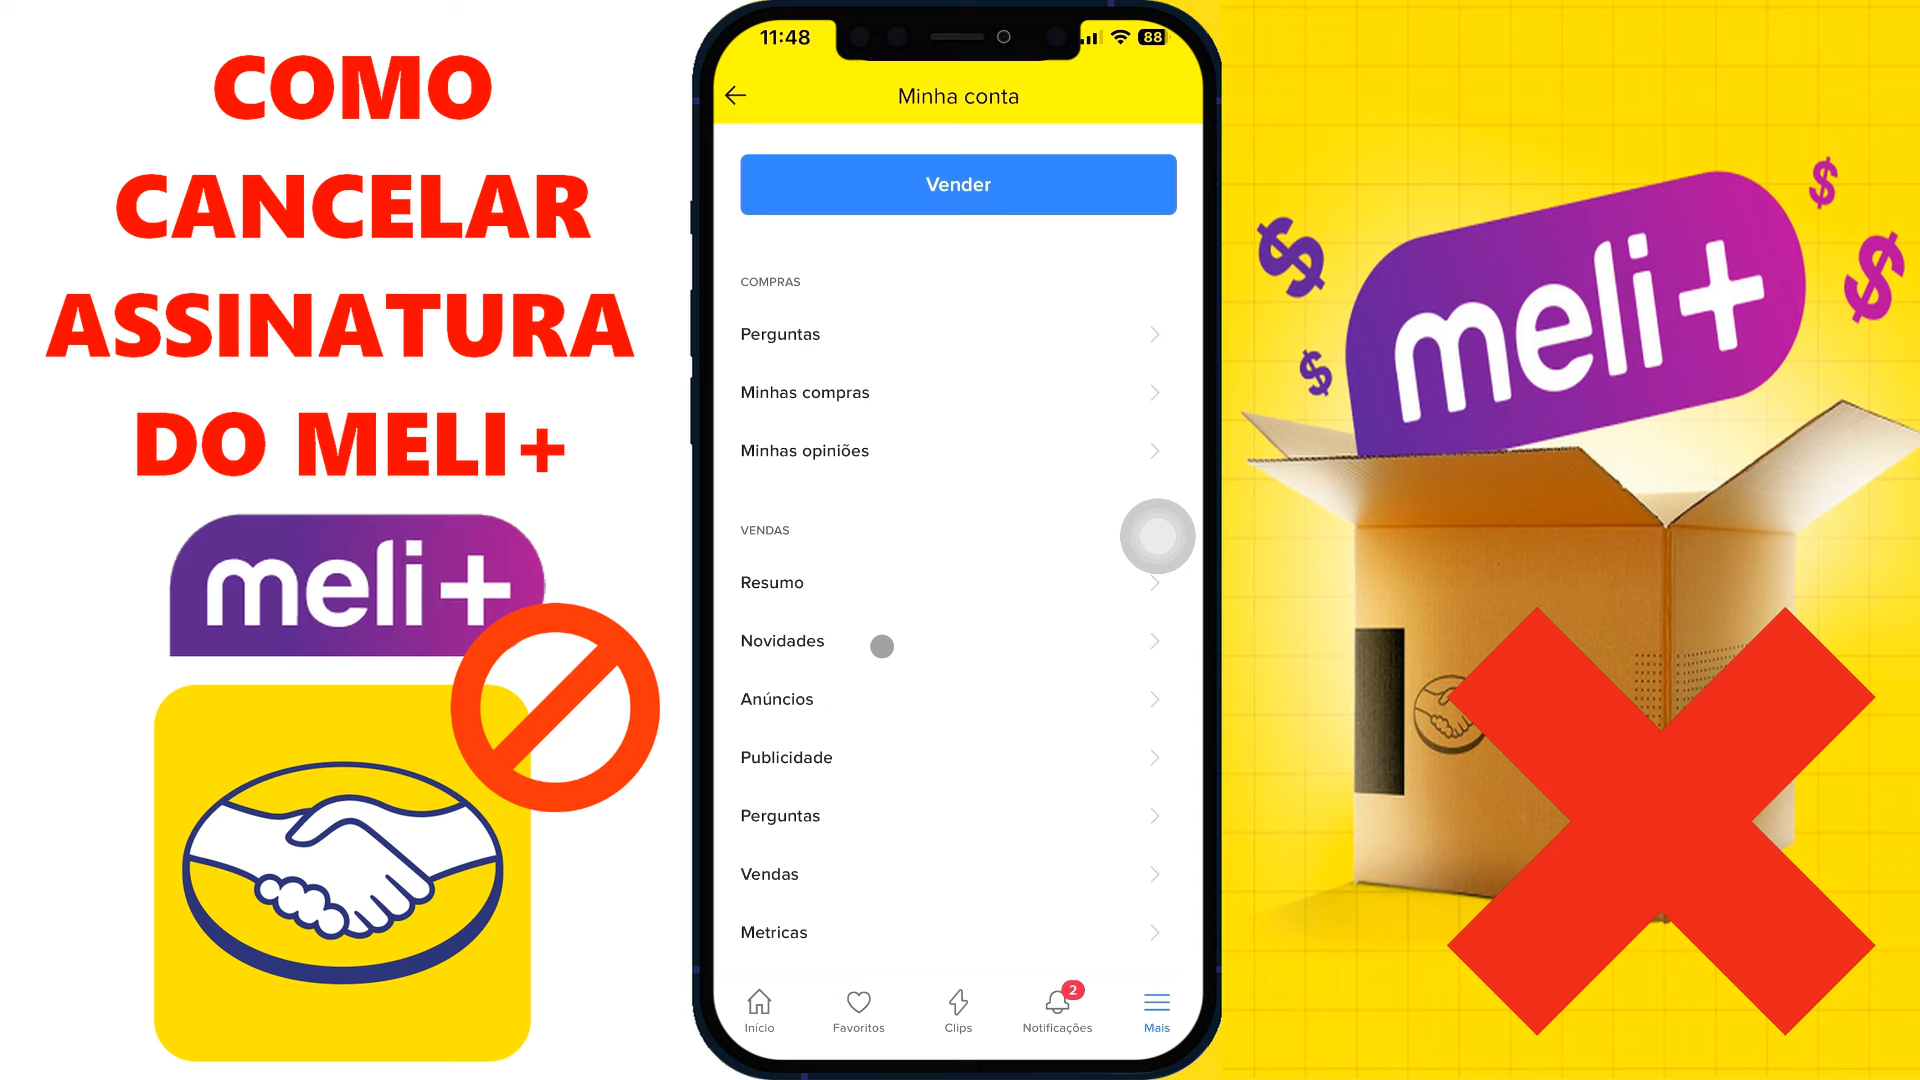 COMO
CANCELAR
ASSINATURA
DO MELI+
meli+
11:48
88
Minha conta
Vender
COMPRAS
Perguntas
Minhas compras
Minhas opiniões
VENDAS
Resumo
Novidades
Anúncios
Publicidade
Perguntas
Vendas
Metricas
2
Início
Favoritos
Clips
Notificações
Mais
$
$
$
$
meli+